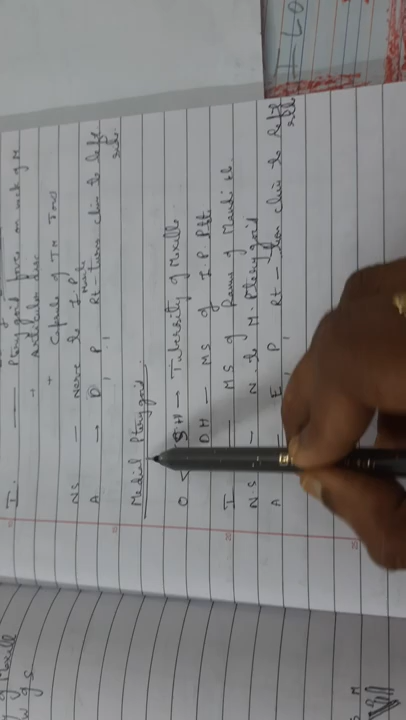 I. — Pterygoid fovea on neck of M
+ Articular disc
+ Capsule of TM Joint
NS — Nerve to L P
A → D, P, Rt turns chin to left side.
Medial Pterygoid.
O < SH → Tuberosity of Maxilla
DH — MS of L P Plt.
I — MS of Ramus of Mandible.
NS — N. to M. Pterygoid
A — E, P, Rt — turn chin to left side